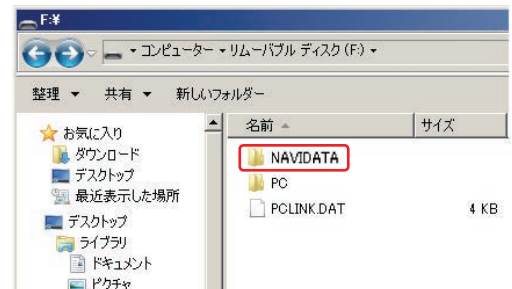 F:¥
コンピューター ▾ リムーバブル ディスク (F:) ▾
整理 ▼ 共有 ▼ 新しいフォルダー
お気に入り
ダウンロード
デスクトップ
最近表示した場所
デスクトップ
ライブラリ
ドキュメント
ピクチャ
名前 サイズ
NAVIDATA
PC
PCLINK.DAT 4 KB